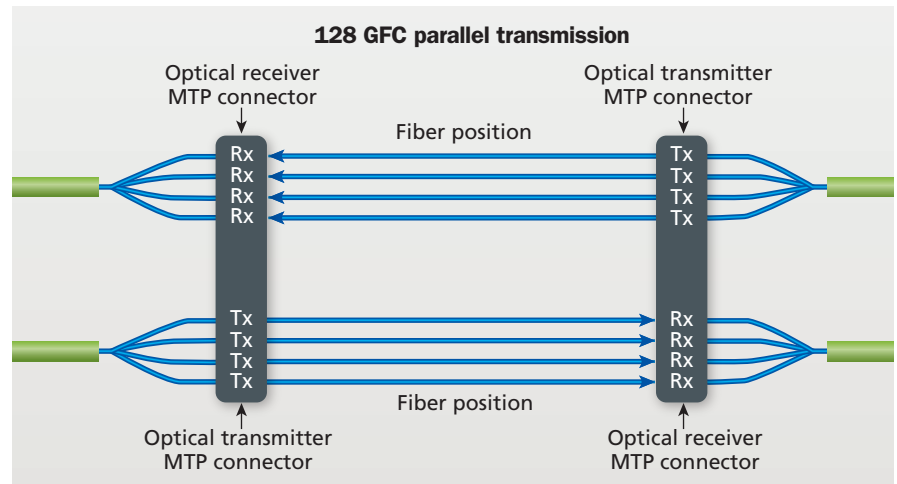 128 GFC parallel transmission
Optical receiver
MTP connector
Optical transmitter
MTP connector
Fiber position
Rx
Tx
Rx
Tx
Rx
Tx
Rx
Tx
Tx
Rx
Tx
Rx
Tx
Rx
Tx
Rx
Fiber position
Optical transmitter
MTP connector
Optical receiver
MTP connector